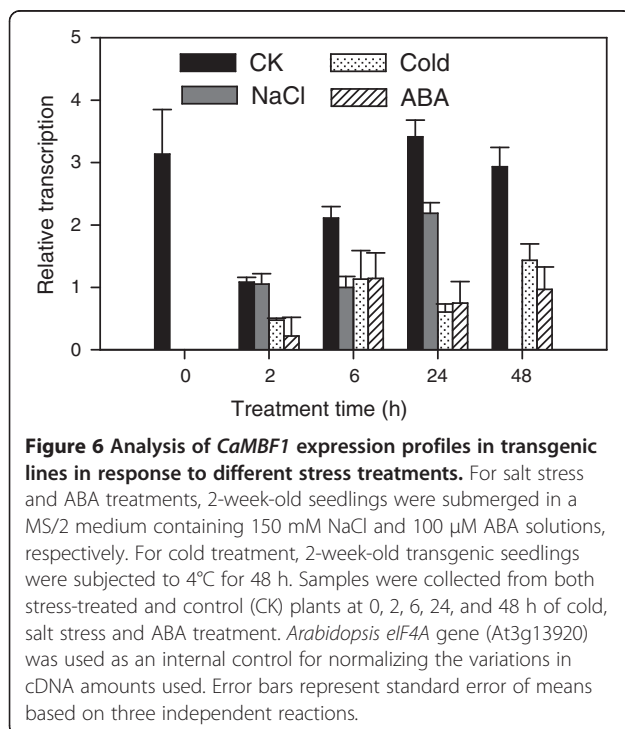 5
4
3
2
1
0
Relative transcription
CK
Cold
NaCl
ABA
0
2
6
24
48
Treatment time (h)
Figure 6 Analysis of CaMBF1 expression profiles in transgenic
lines in response to different stress treatments. For salt stress
and ABA treatments, 2-week-old seedlings were submerged in a
MS/2 medium containing 150 mM NaCl and 100 μM ABA solutions,
respectively. For cold treatment, 2-week-old transgenic seedlings
were subjected to 4°C for 48 h. Samples were collected from both
stress-treated and control (CK) plants at 0, 2, 6, 24, and 48 h of cold,
salt stress and ABA treatment. Arabidopsis eIF4A gene (At3g13920)
was used as an internal control for normalizing the variations in
cDNA amounts used. Error bars represent standard error of means
based on three independent reactions.